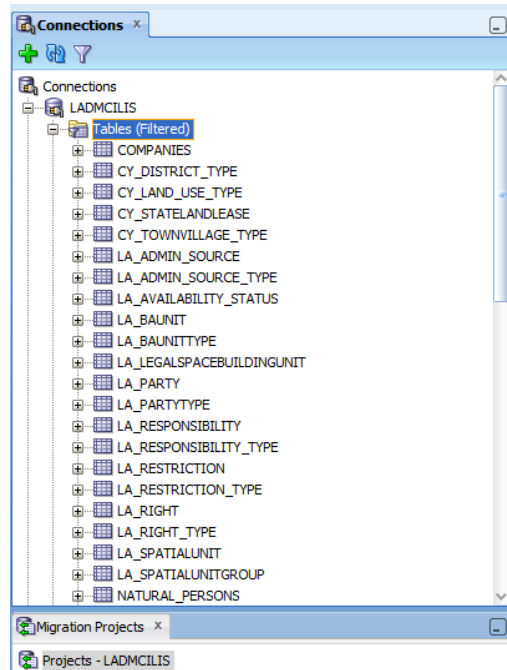 Connections
Connections
LADMCILIS
Tables (Filtered)
COMPANIES
CY_DISTRICT_TYPE
CY_LAND_USE_TYPE
CY_STATELANDLEASE
CY_TOWNVILLAGE_TYPE
LA_ADMIN_SOURCE
LA_ADMIN_SOURCE_TYPE
LA_AVAILABILITY_STATUS
LA_BAUNIT
LA_BAUNITTYPE
LA_LEGALSPACEBUILDINGUNIT
LA_PARTY
LA_PARTYTYPE
LA_RESPONSIBILITY
LA_RESPONSIBILITY_TYPE
LA_RESTRICTION
LA_RESTRICTION_TYPE
LA_RIGHT
LA_RIGHT_TYPE
LA_SPATIALUNIT
LA_SPATIALUNITGROUP
NATURAL_PERSONS
Migration Projects
Projects - LADMCILIS